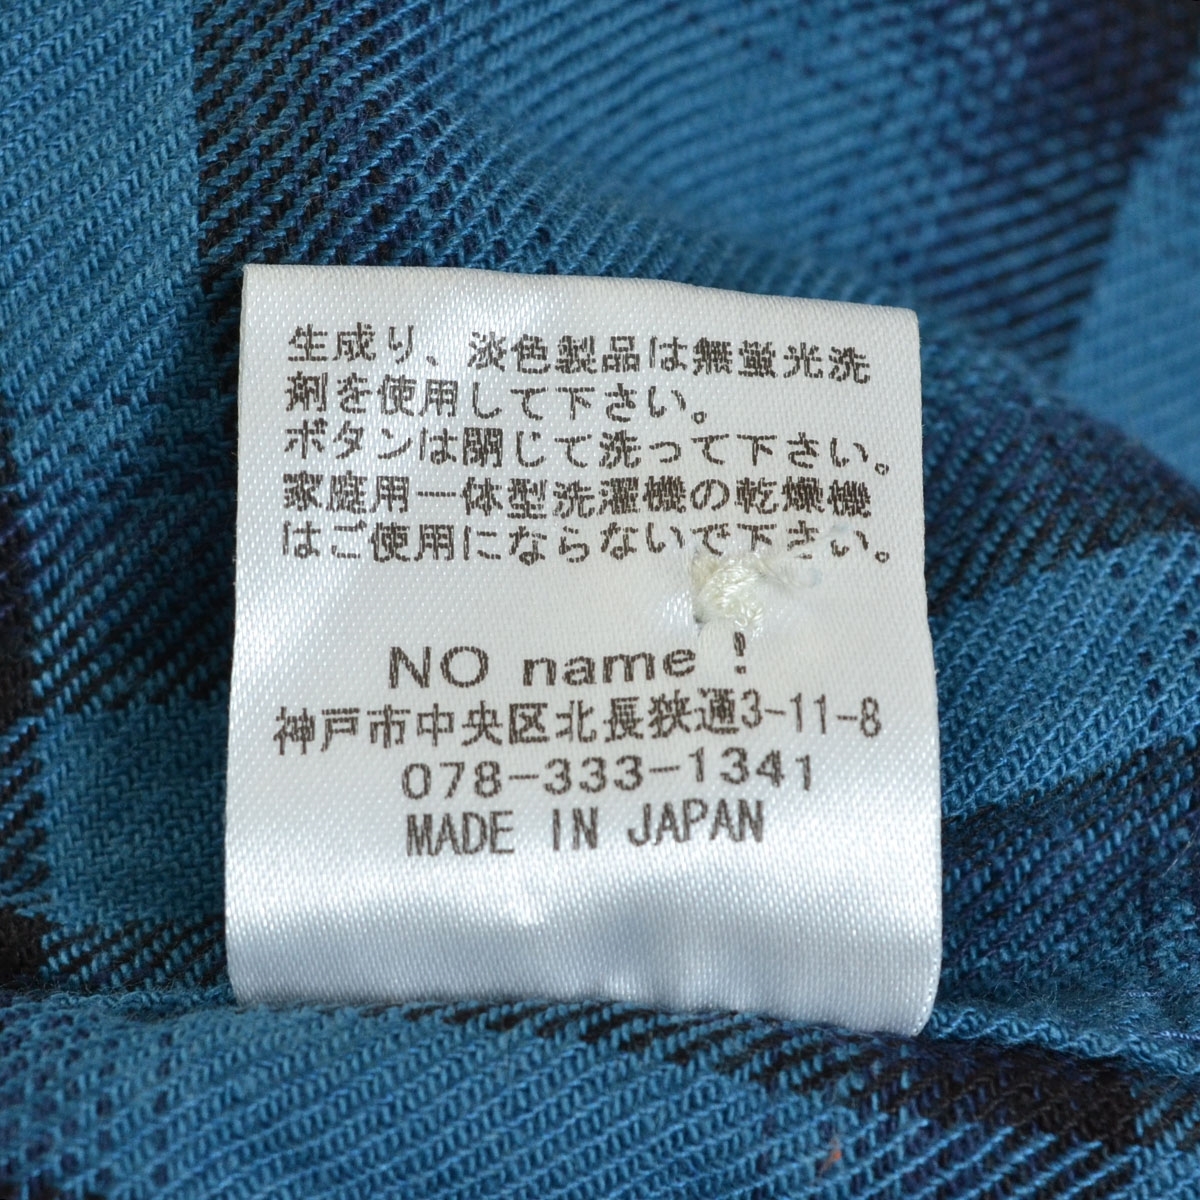 生成り、淡色製品は無蛍光洗
剤を使用して下さい。
ボタンは閉じて洗って下さい。
家庭用一体型洗濯機の乾燥機
はご使用にならないで下さい。
NO name !
神戸市中央区北長狭通3-11-8
078-333-1341
MADE IN JAPAN